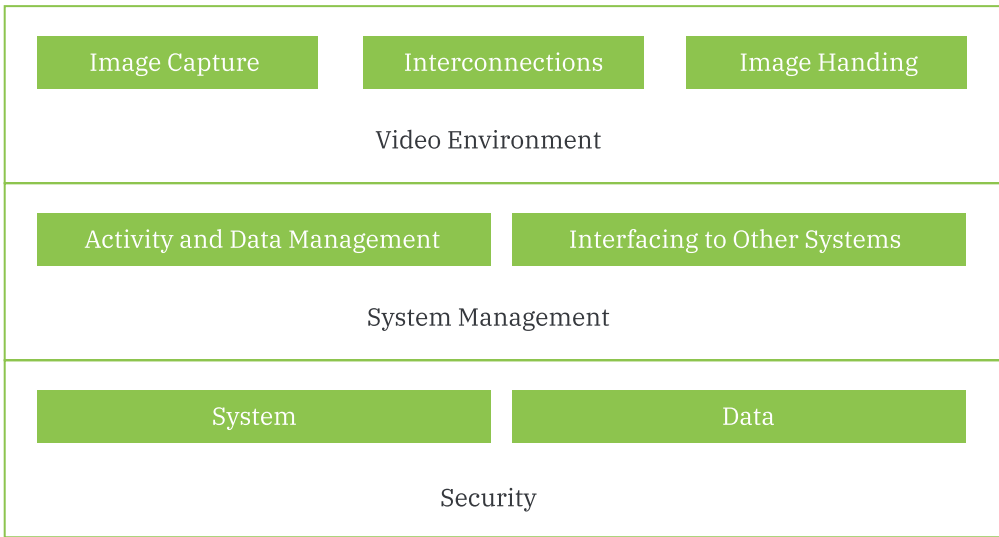 Image Capture
Interconnections
Image Handing
Video Environment
Activity and Data Management
Interfacing to Other Systems
System Management
System
Data
Security